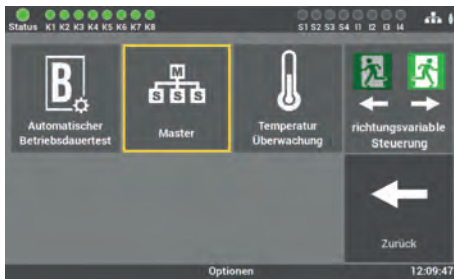 Status K1 K2 K3 K4 K5 K6 K7 K8
S1 S2 S3 S4 I1 I2 I3 I4
B
M
S S S
Automatischer
Betriebsdauertest
Master
Temperatur
Überwachung
richtungsvariable
Steuerung
Zurück
Optionen
12:09:47